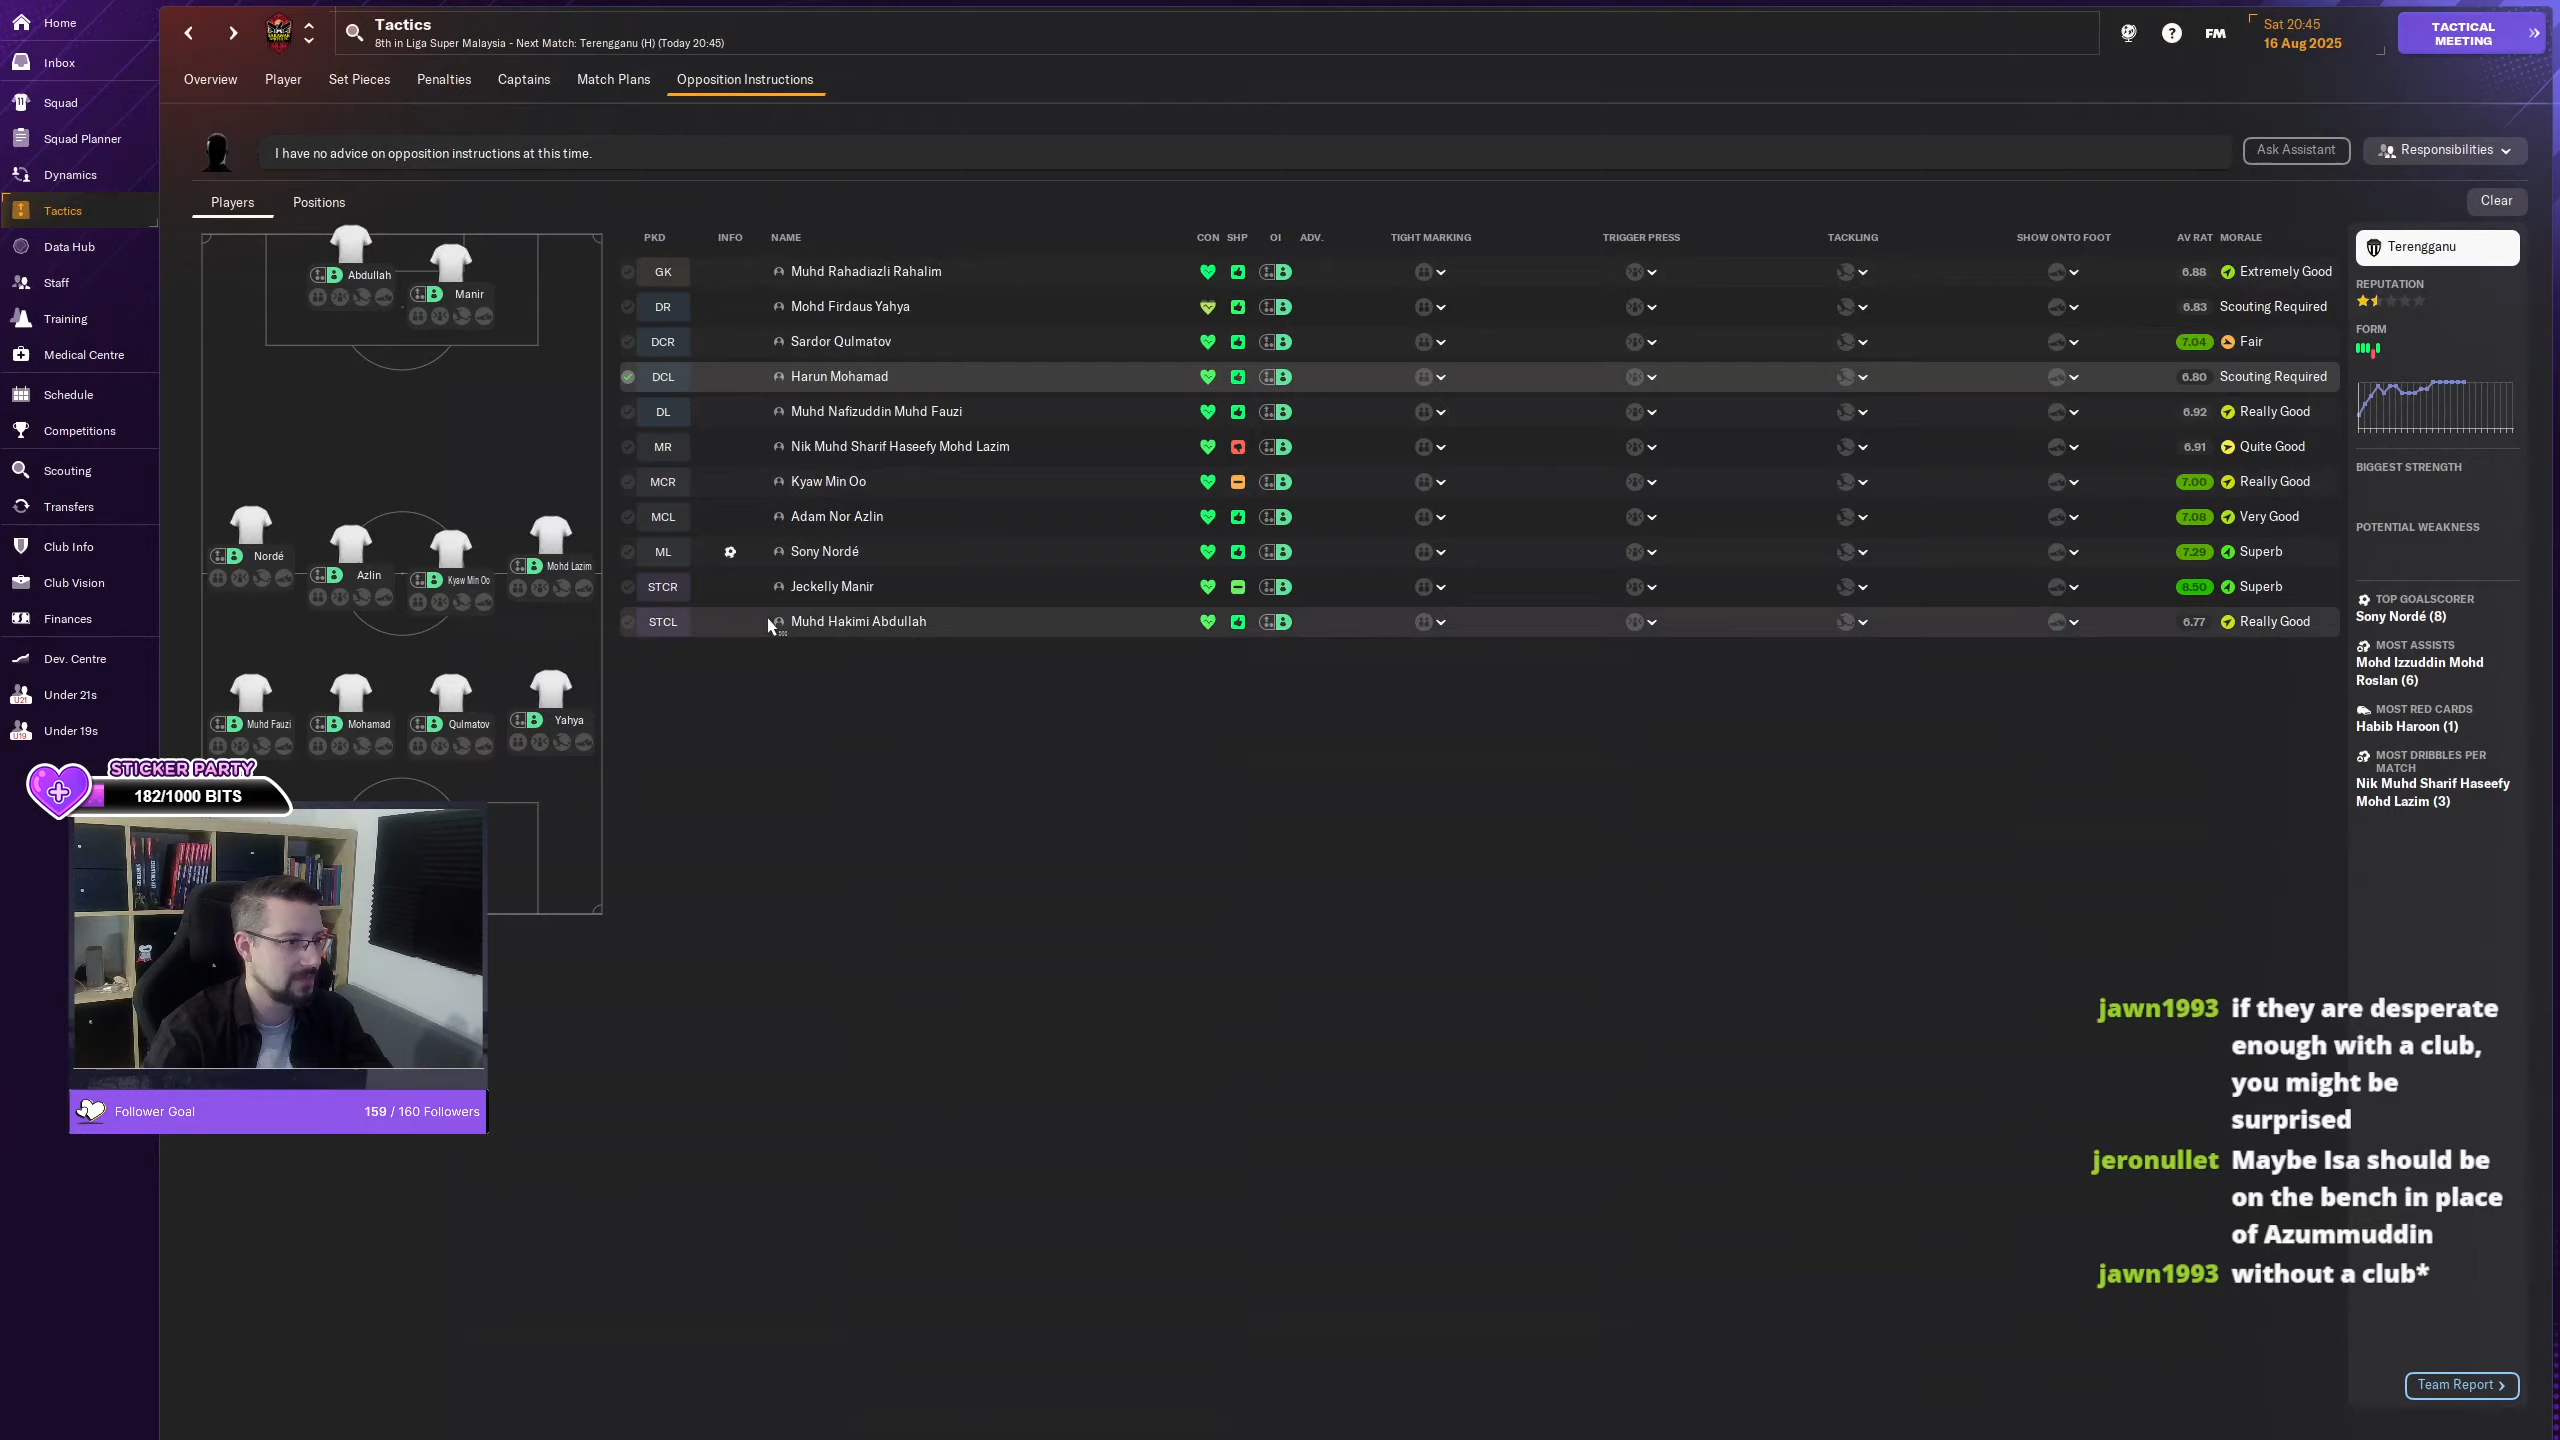 Home
Inbox
Squad
Squad Planner
Dynamics
Tactics
Data Hub
Staff
Training
Medical Centre
Schedule
Competitions
Scouting
Transfers
Club Info
Club Vision
Finances
Dev. Centre
U21 Under 21s
U19 Under 19s
Tactics
8th in Liga Super Malaysia - Next Match: Terengganu (H) (Today 20:45)
FM
Sat 20:45
16 Aug 2025
TACTICAL MEETING
Overview Player Set Pieces Penalties Captains Match Plans Opposition Instructions
I have no advice on opposition instructions at this time.
Ask Assistant
Responsibilities
Players Positions
Clear
Abdullah
Manir
Nordé
Azlin
Kyaw Min Oo
Mohd Lazim
Muhd Fauzi
Mohamad
Qulmatov
Yahya
PKD INFO NAME CON SHP OI ADV. TIGHT MARKING TRIGGER PRESS TACKLING SHOW ONTO FOOT AV RAT MORALE
GK Muhd Rahadiazli Rahalim 6.88 Extremely Good
DR Mohd Firdaus Yahya 6.83 Scouting Required
DCR Sardor Qulmatov 7.04 Fair
DCL Harun Mohamad 6.80 Scouting Required
DL Muhd Nafizuddin Muhd Fauzi 6.92 Really Good
MR Nik Muhd Sharif Haseefy Mohd Lazim 6.91 Quite Good
MCR Kyaw Min Oo 7.00 Really Good
MCL Adam Nor Azlin 7.08 Very Good
ML Sony Nordé 7.29 Superb
STCR Jeckelly Manir 8.50 Superb
STCL Muhd Hakimi Abdullah 6.77 Really Good
Terengganu
REPUTATION
FORM
BIGGEST STRENGTH
POTENTIAL WEAKNESS
TOP GOALSCORER
Sony Nordé (8)
MOST ASSISTS
Mohd Izzuddin Mohd
Roslan (6)
MOST RED CARDS
Habib Haroon (1)
MOST DRIBBLES PER
MATCH
Nik Muhd Sharif Haseefy
Mohd Lazim (3)
STICKER PARTY
182/1000 BITS
Follower Goal 159 / 160 Followers
jawn1993 if they are desperate
enough with a club,
you might be
surprised
jeronullet Maybe Isa should be
on the bench in place
of Azummuddin
jawn1993 without a club*
Team Report